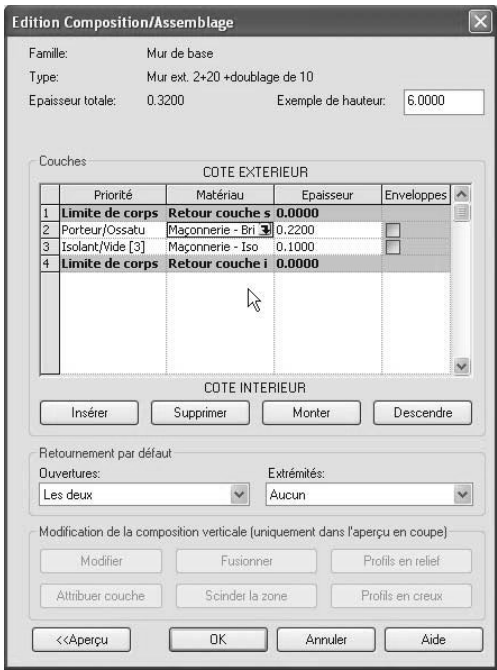 Edition Composition/Assemblage
Famille: Mur de base
Type: Mur ext. 2+20 +doublage de 10
Epaisseur totale: 0.3200 Exemple de hauteur: 6.0000
Couches
COTE EXTERIEUR
Priorité Matériau Epaisseur Enveloppes
1 Limite de corps Retour couche s 0.0000
2 Porteur/Ossatu Maçonnerie - Bri 0.2200
3 Isolant/Vide [3] Maçonnerie - Iso 0.1000
4 Limite de corps Retour couche i 0.0000
COTE INTERIEUR
Insérer Supprimer Monter Descendre
Retournement par défaut
Ouvertures: Extrémités:
Les deux Aucun
Modification de la composition verticale (uniquement dans l'aperçu en coupe)
Modifier Fusionner Profils en relief
Attribuer couche Scinder la zone Profils en creux
<<Aperçu OK Annuler Aide